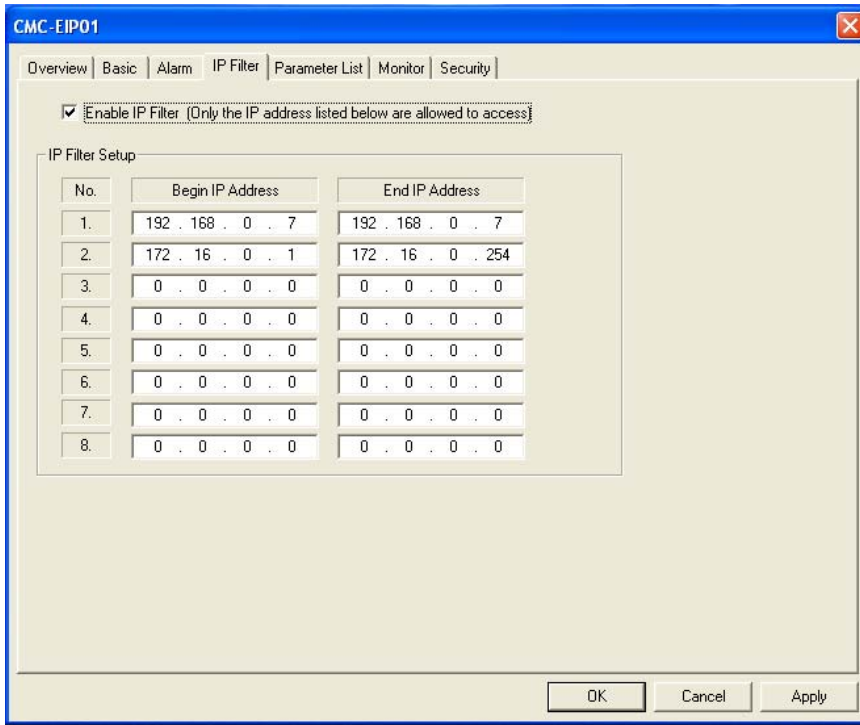 CMC-EIP01
Overview Basic Alarm IP Filter Parameter List Monitor Security
Enable IP Filter (Only the IP address listed below are allowed to access)
IP Filter Setup
No. Begin IP Address End IP Address
1. 192 . 168 . 0 . 7 192 . 168 . 0 . 7
2. 172 . 16 . 0 . 1 172 . 16 . 0 . 254
3. 0 . 0 . 0 . 0 0 . 0 . 0 . 0
4. 0 . 0 . 0 . 0 0 . 0 . 0 . 0
5. 0 . 0 . 0 . 0 0 . 0 . 0 . 0
6. 0 . 0 . 0 . 0 0 . 0 . 0 . 0
7. 0 . 0 . 0 . 0 0 . 0 . 0 . 0
8. 0 . 0 . 0 . 0 0 . 0 . 0 . 0
OK Cancel Apply